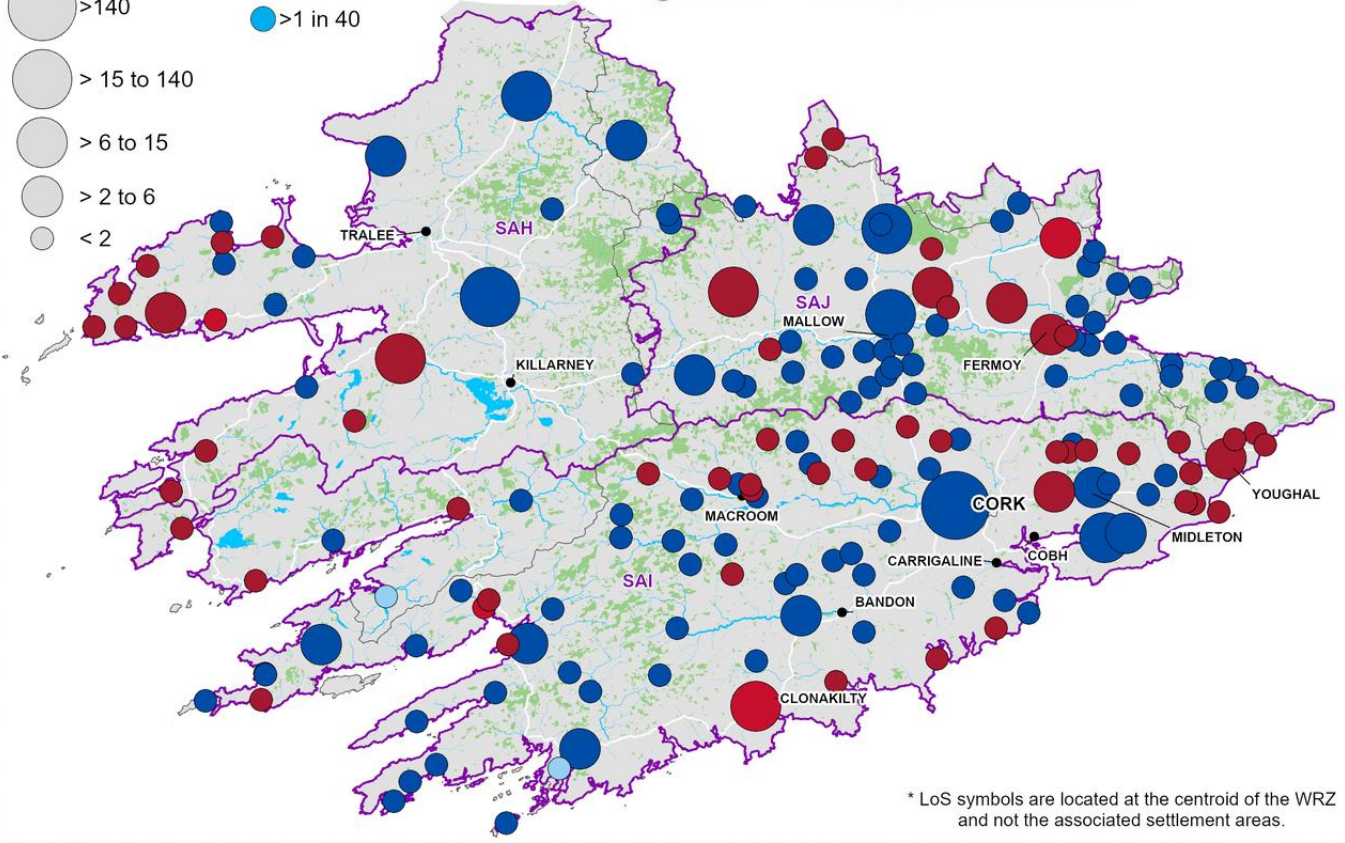 >140
>1 in 40
> 15 to 140
> 6 to 15
> 2 to 6
< 2
TRALEE
SAH
SAJ
MALLOW
KILLARNEY
FERMOY
YOUGHAL
CORK
MACROOM
MIDLETON
COBH
CARRIGALINE
SAI
BANDON
CLONAKILTY
* LoS symbols are located at the centroid of the WRZ
and not the associated settlement areas.